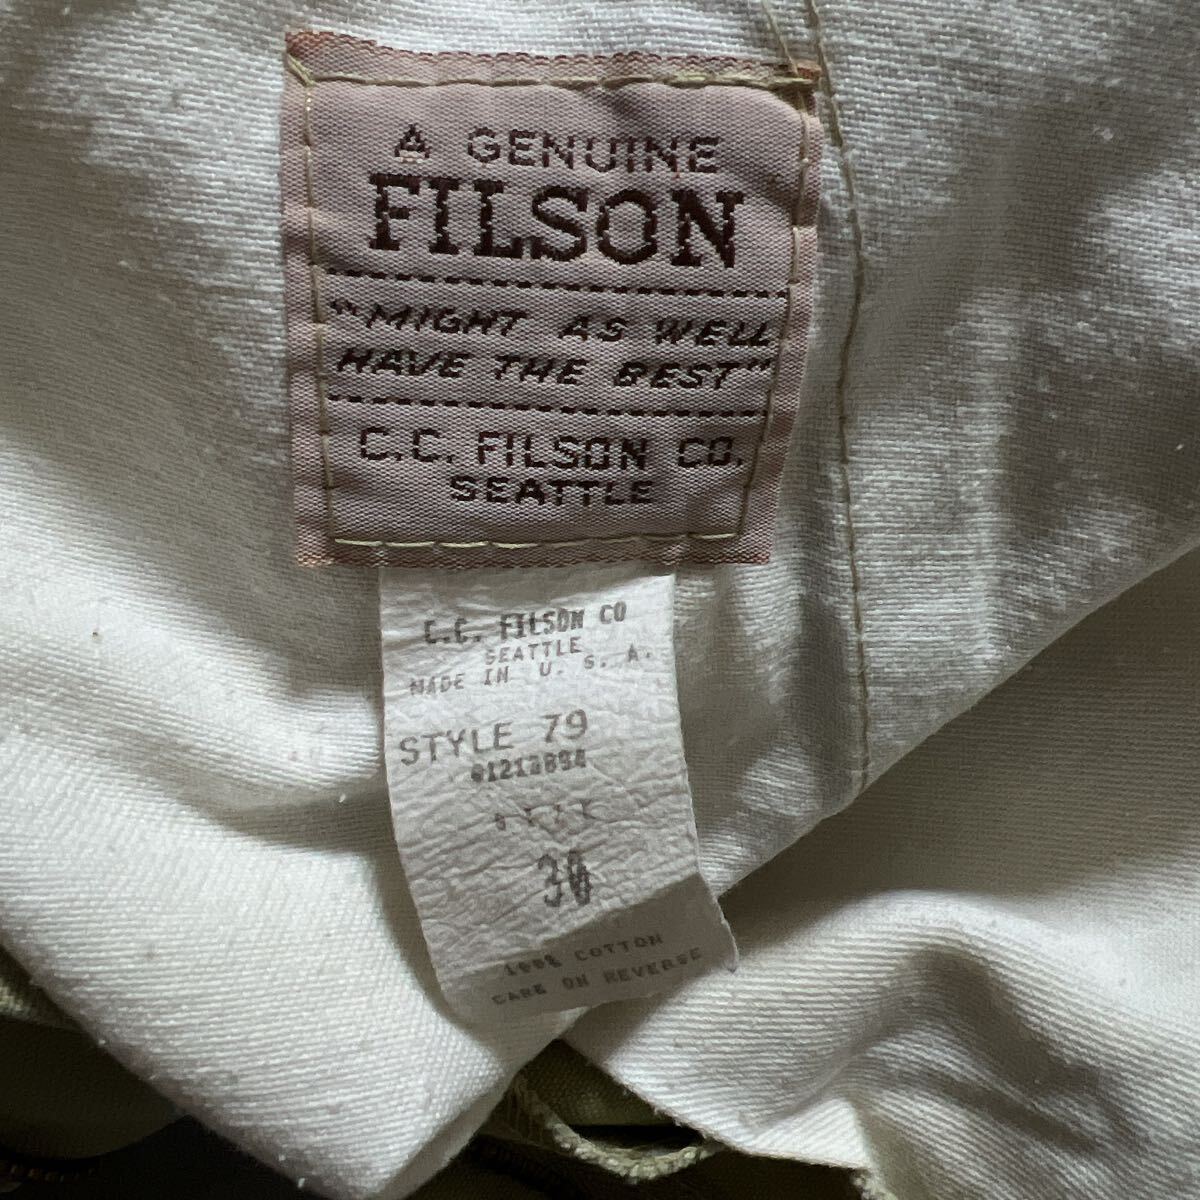 A GENUINE
FILSON
"MIGHT AS WELL
HAVE THE BEST"
C.C. FILSON CO.
SEATTLE
C.C. FILSON CO
SEATTLE
MADE IN U. S. A.
STYLE 79
30
100% COTTON
CARE ON REVERSE